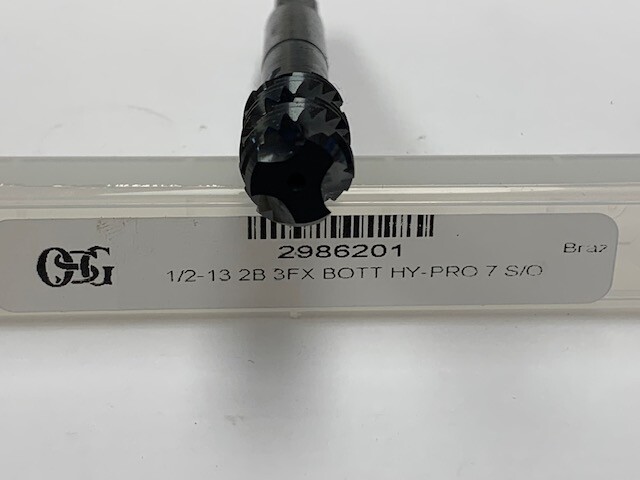 OSG
2986201
Braz
1/2-13 2B 3FX BOTT HY-PRO 7 S/O